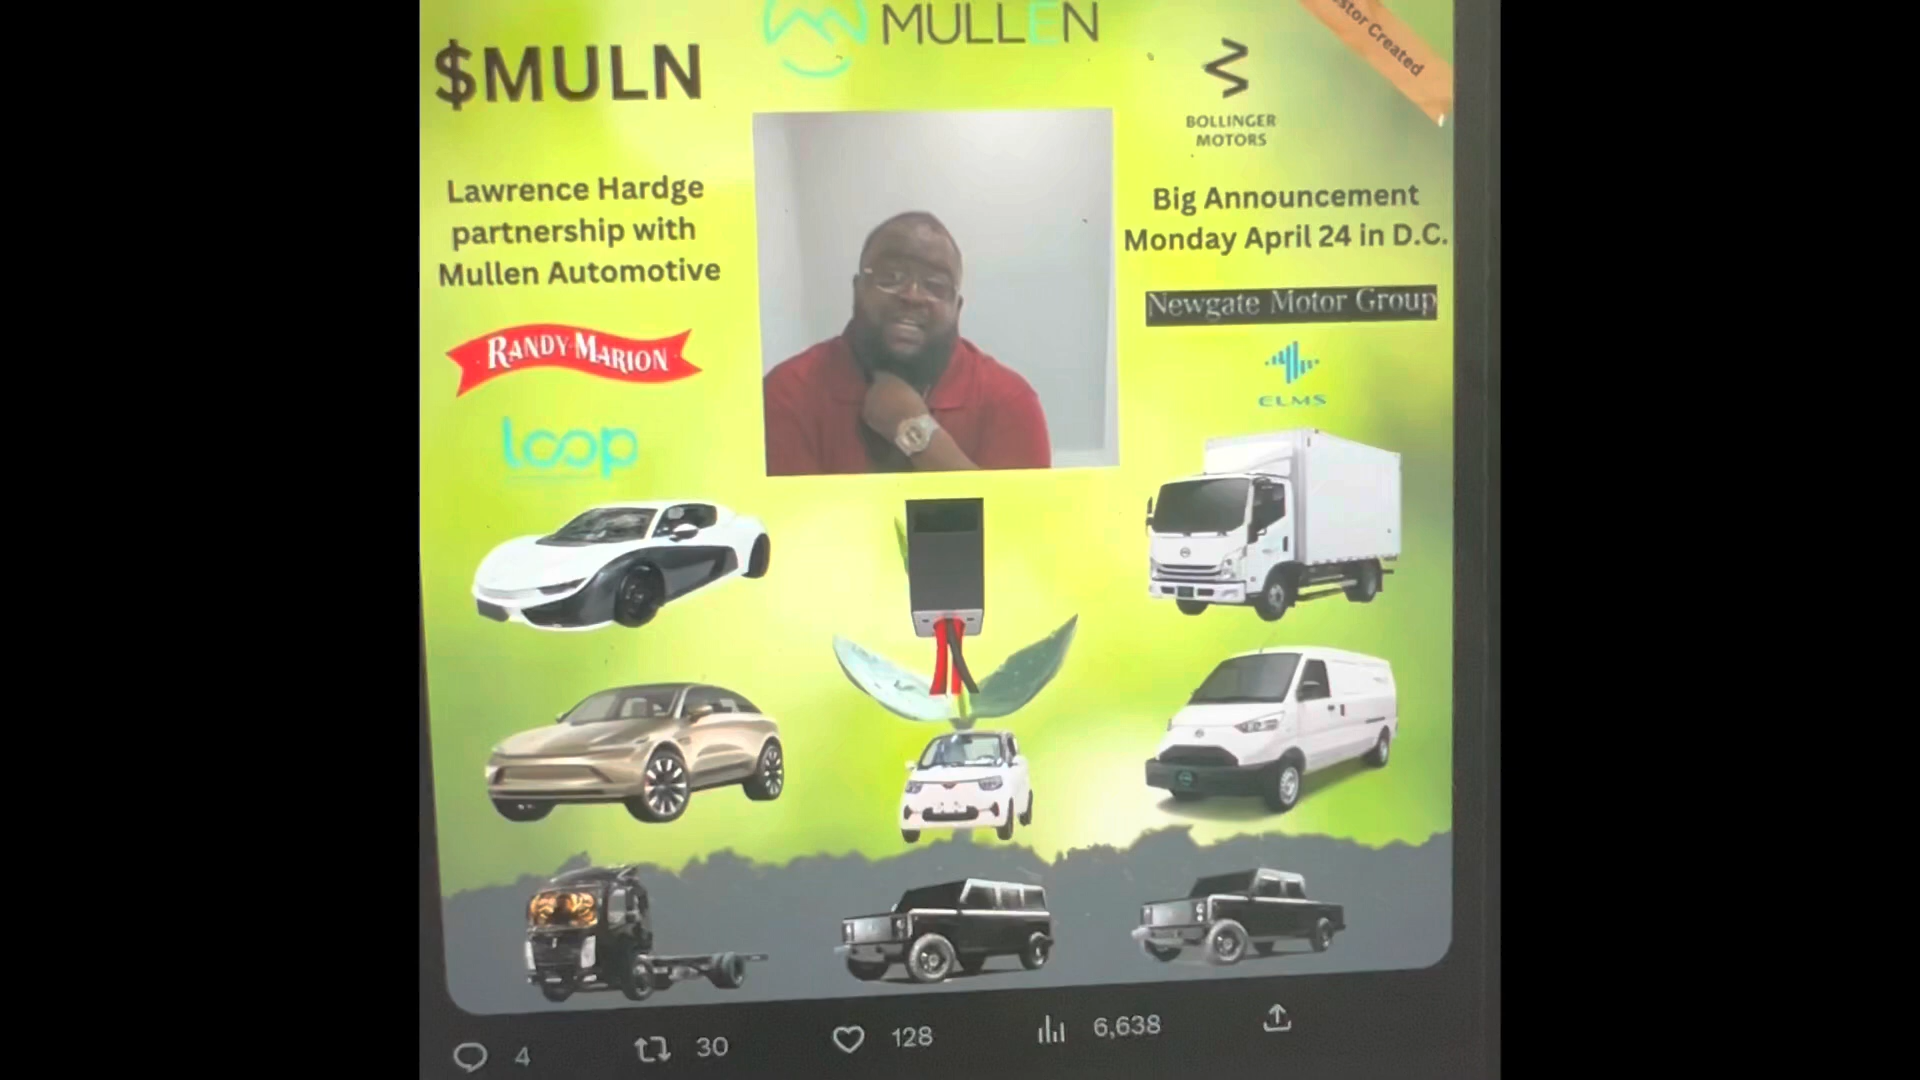 MULLEN
$MULN
stor Created
BOLLINGER
MOTORS
Lawrence Hardge
partnership with
Mullen Automotive
Big Announcement
Monday April 24 in D.C.
Newgate Motor Group
RANDY MARION
ELMS
loop
4
30
128
6,638